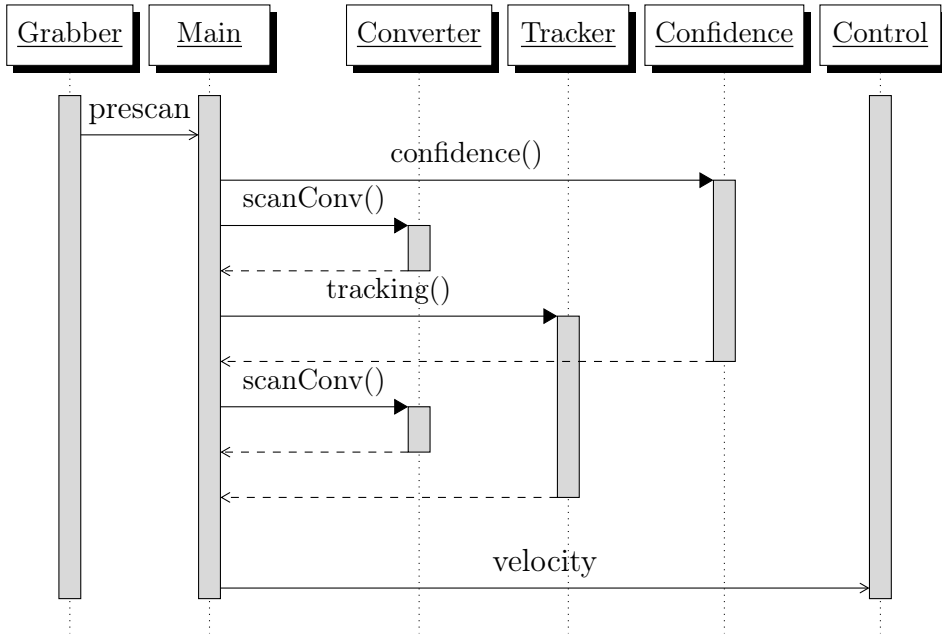 Grabber
Main
Converter
Tracker
Confidence
Control
prescan
confidence()
scanConv()
tracking()
scanConv()
velocity